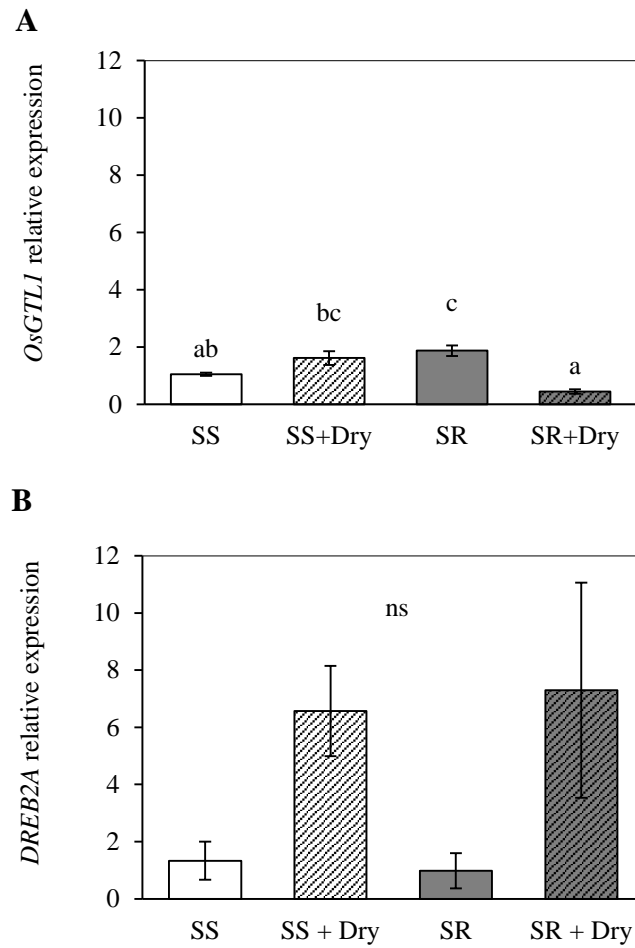 A
OsGTL1 relative expression
12
10
8
6
4
2
0
ab
bc
c
a
SS
SS+Dry
SR
SR+Dry
B
DREB2A relative expression
12
10
8
6
4
2
0
ns
SS
SS + Dry
SR
SR + Dry